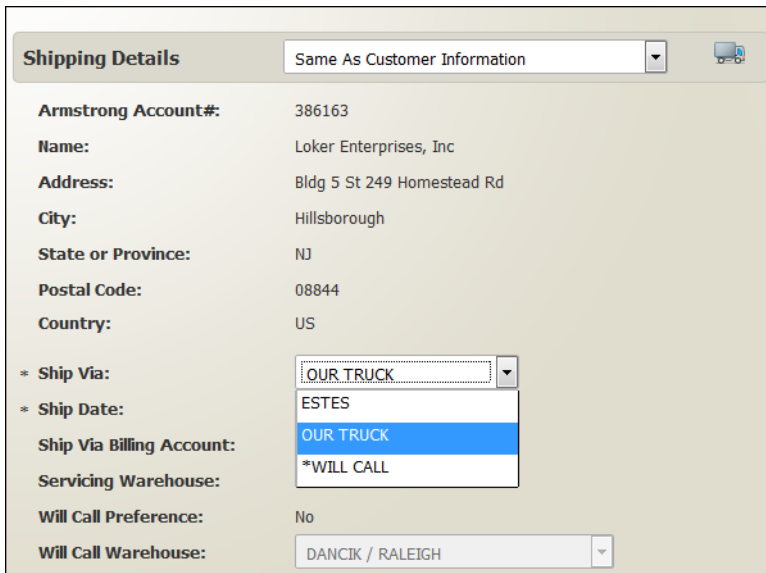 Shipping Details Same As Customer Information
Armstrong Account#: 386163
Name: Loker Enterprises, Inc
Address: Bldg 5 St 249 Homestead Rd
City: Hillsborough
State or Province: NJ
Postal Code: 08844
Country: US
* Ship Via: OUR TRUCK
ESTES
* Ship Date:
OUR TRUCK
Ship Via Billing Account:
*WILL CALL
Servicing Warehouse:
Will Call Preference: No
Will Call Warehouse: DANCIK / RALEIGH